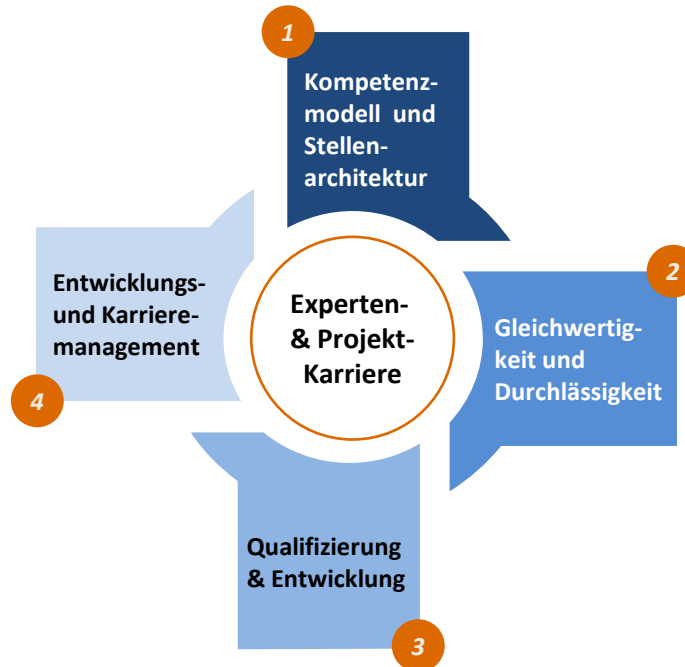 1
Kompetenz-
modell und
Stellen-
architektur
2
Gleichwertig-
keit und
Durchlässigkeit
3
Qualifizierung
& Entwicklung
4
Entwicklungs-
und Karriere-
management
Experten-
& Projekt-
Karriere